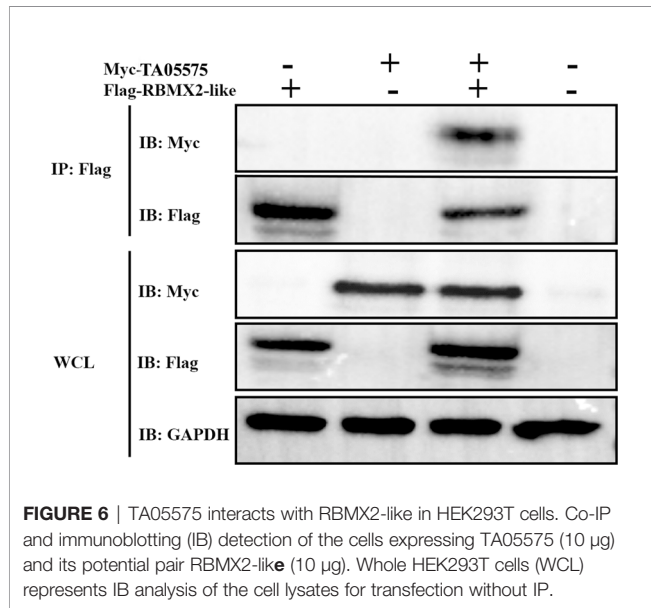 Myc-TA05575 - + + -
Flag-RBMX2-like + - + -
IP: Flag
IB: Myc
IB: Flag
WCL
IB: Myc
IB: Flag
IB: GAPDH
FIGURE 6 | TA05575 interacts with RBMX2-like in HEK293T cells. Co-IP
and immunoblotting (IB) detection of the cells expressing TA05575 (10 μg)
and its potential pair RBMX2-like (10 μg). Whole HEK293T cells (WCL)
represents IB analysis of the cell lysates for transfection without IP.